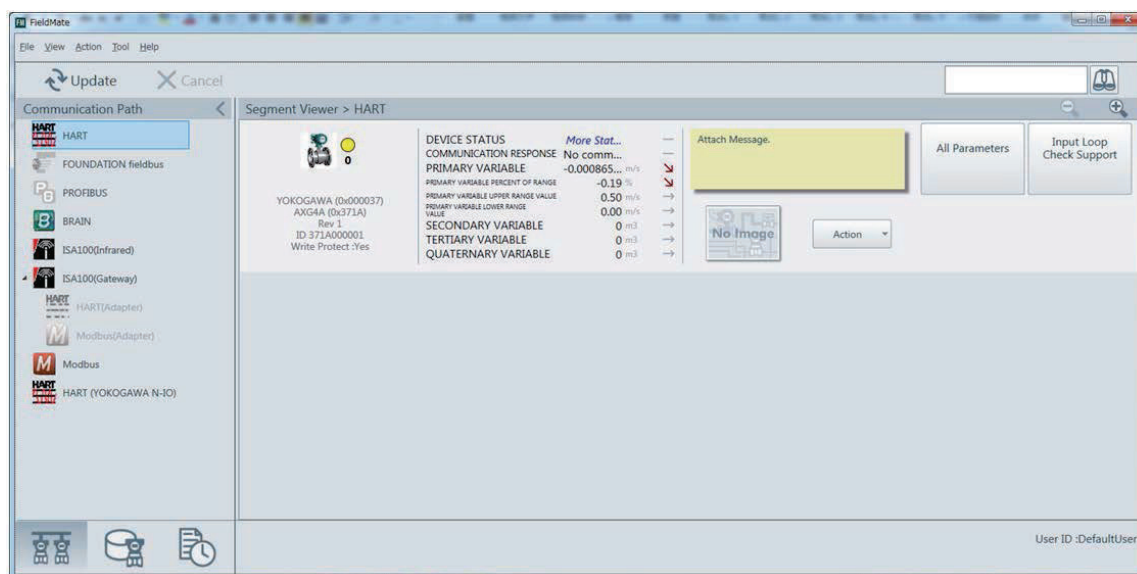 FieldMate
File View Action Tool Help
Update Cancel
Communication Path
HART
FOUNDATION fieldbus
PROFIBUS
BRAIN
ISA100(Infrared)
ISA100(Gateway)
HART(Adapter)
Modbus(Adapter)
Modbus
HART (YOKOGAWA N-IO)
Segment Viewer > HART
0
YOKOGAWA (0x000037)
AXG4A (0x371A)
Rev 1
ID 371A000001
Write Protect :Yes
DEVICE STATUS More Stat... —
COMMUNICATION RESPONSE No comm... —
PRIMARY VARIABLE -0.000865... m/s ↘
PRIMARY VARIABLE PERCENT OF RANGE -0.19 % ↘
PRIMARY VARIABLE UPPER RANGE VALUE 0.50 m/s →
PRIMARY VARIABLE LOWER RANGE
VALUE 0.00 m/s →
SECONDARY VARIABLE 0 m3 →
TERTIARY VARIABLE 0 m3 →
QUATERNARY VARIABLE 0 m3 →
Attach Message.
No Image
Action
All Parameters
Input Loop
Check Support
User ID :DefaultUser